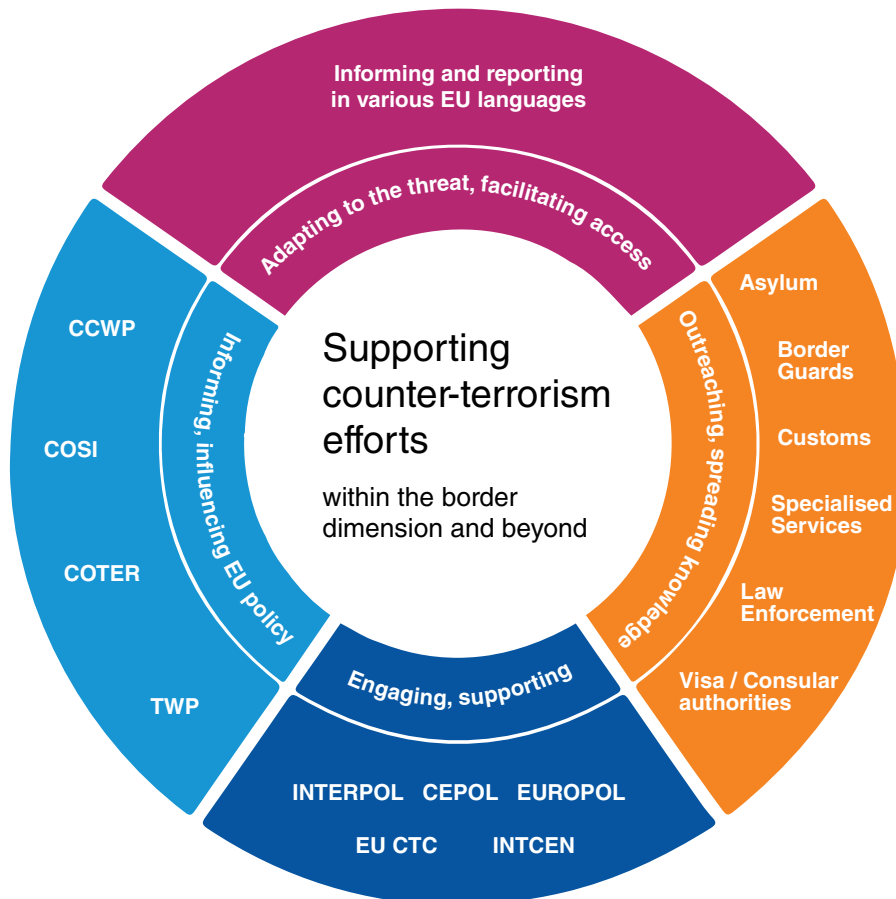 Informing and reporting
in various EU languages
Adapting to the threat, facilitating access
Supporting
counter-terrorism
efforts
within the border
dimension and beyond
Informing, influencing EU policy
CCWP
COSI
COTER
TWP
Outreaching, spreading knowledge
Asylum
Border
Guards
Customs
Specialised
Services
Law
Enforcement
Visa / Consular
authorities
Engaging, supporting
INTERPOL CEPOL EUROPOL
EU CTC INTCEN